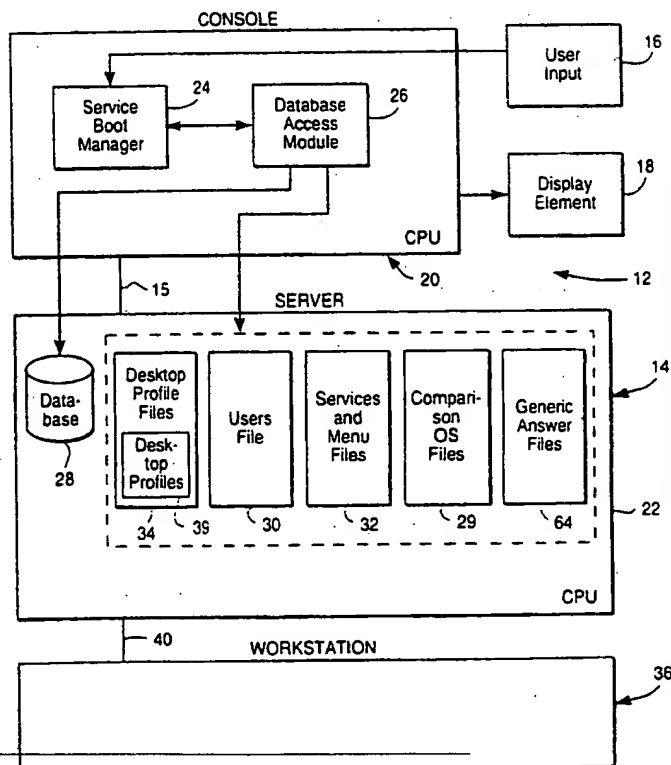 CONSOLE
16
User
Input
24
Service
Boot
Manager
26
Database
Access
Module
18
Display
Element
CPU
20
12
15
SERVER
14
Data-
base
28
Desktop
Profile
Files
Desk-
top
Profiles
34
39
Users
File
30
Services
and
Menu
Files
32
Compari-
son
OS
Files
29
Generic
Answer
Files
64
22
CPU
40
WORKSTATION
36